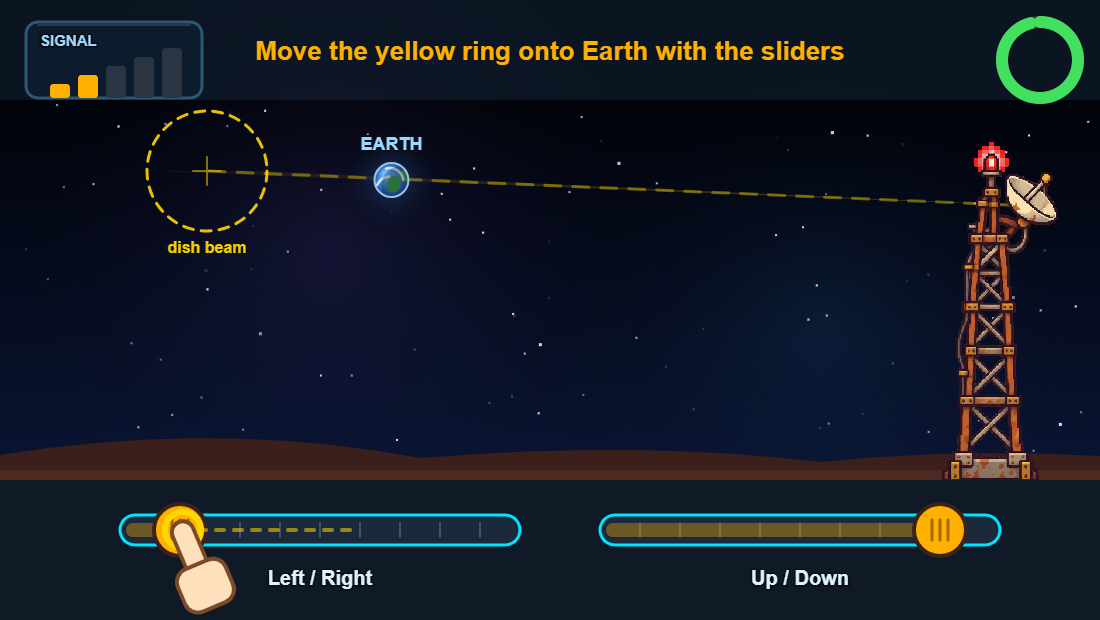 SIGNAL
Move the yellow ring onto Earth with the sliders
EARTH
dish beam
Left / Right
Up / Down